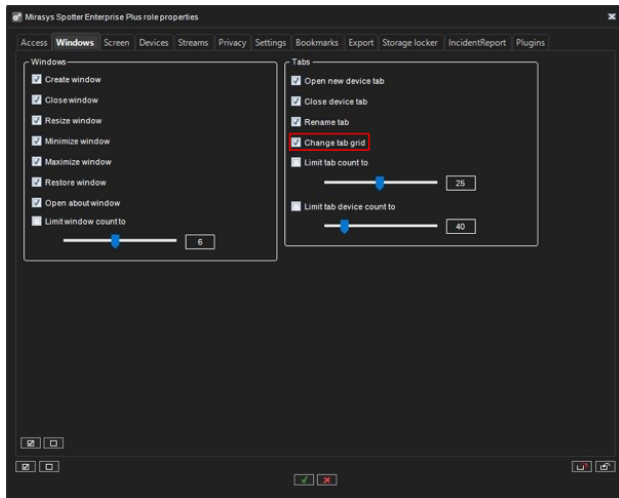 Mirasys Spotter Enterprise Plus role properties
Access Windows Screen Devices Streams Privacy Settings Bookmarks Export Storage locker IncidentReport Plugins
Windows
Create window
Close window
Resize window
Minimize window
Maximize window
Restore window
Open about window
Limit window count to
6
Tabs
Open new device tab
Close device tab
Rename tab
Change tab grid
Limit tab count to
25
Limit tab device count to
40